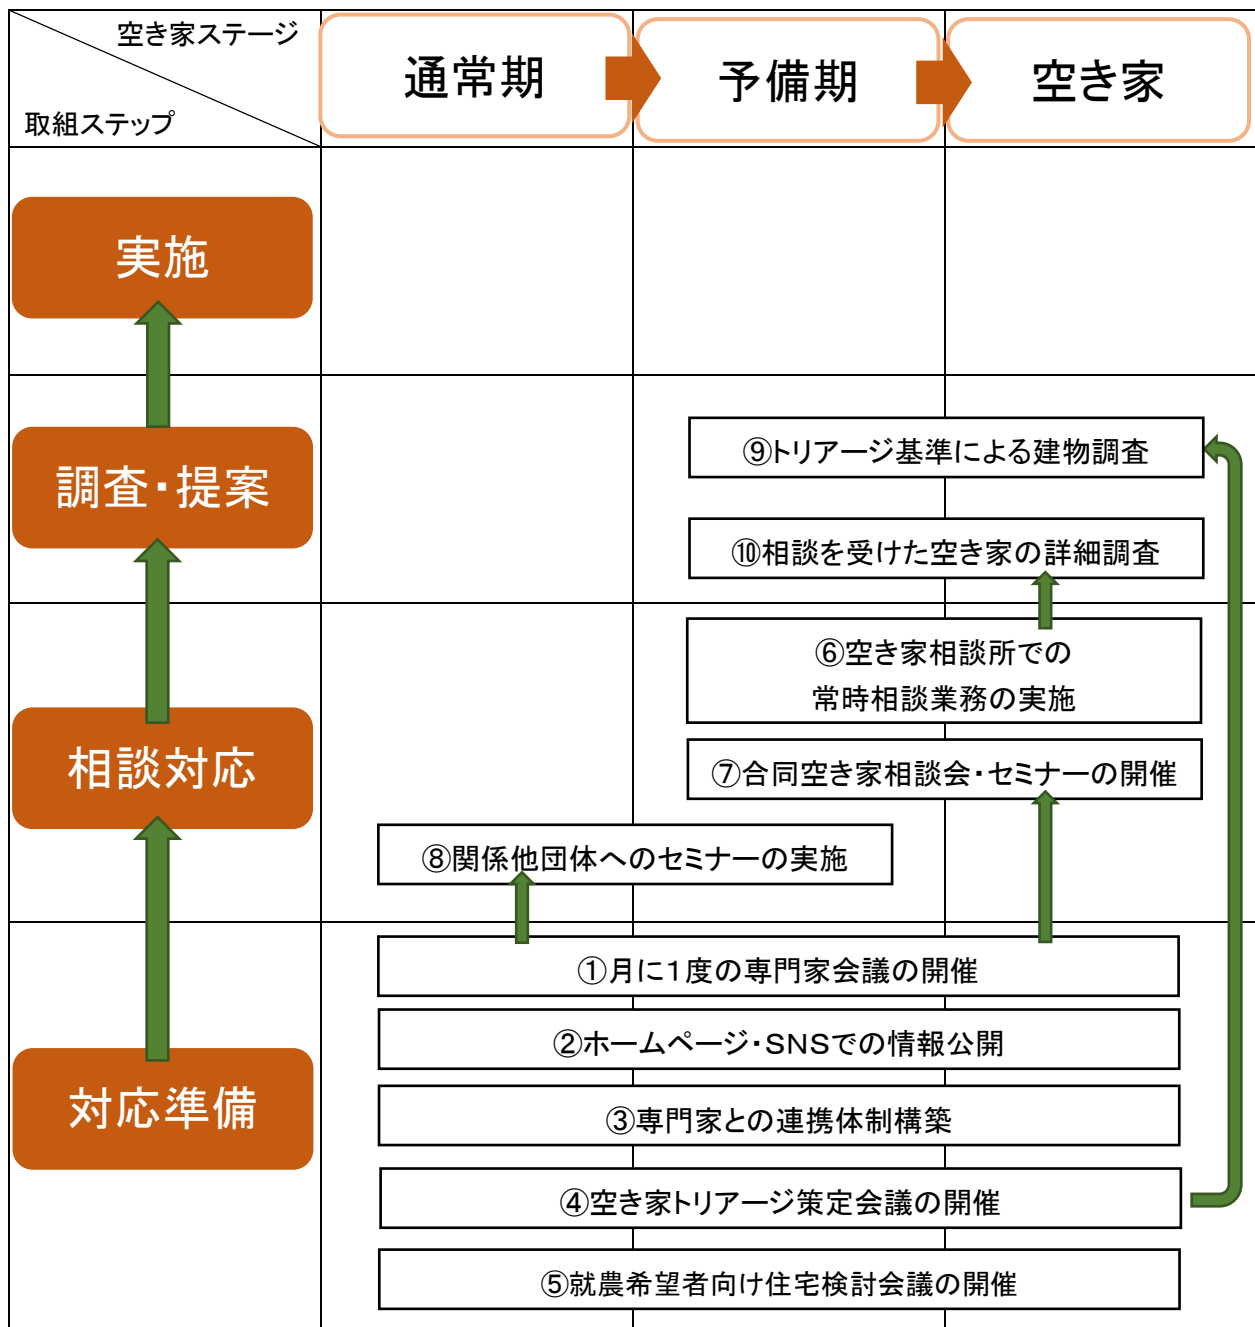 空き家ステージ
取組ステップ
通常期
予備期
空き家
実施
調査・提案
⑨トリアージ基準による建物調査
⑩相談を受けた空き家の詳細調査
相談対応
⑥空き家相談所での
常時相談業務の実施
⑦合同空き家相談会・セミナーの開催
⑧関係他団体へのセミナーの実施
対応準備
①月に1度の専門家会議の開催
②ホームページ・SNSでの情報公開
③専門家との連携体制構築
④空き家トリアージ策定会議の開催
⑤就農希望者向け住宅検討会議の開催